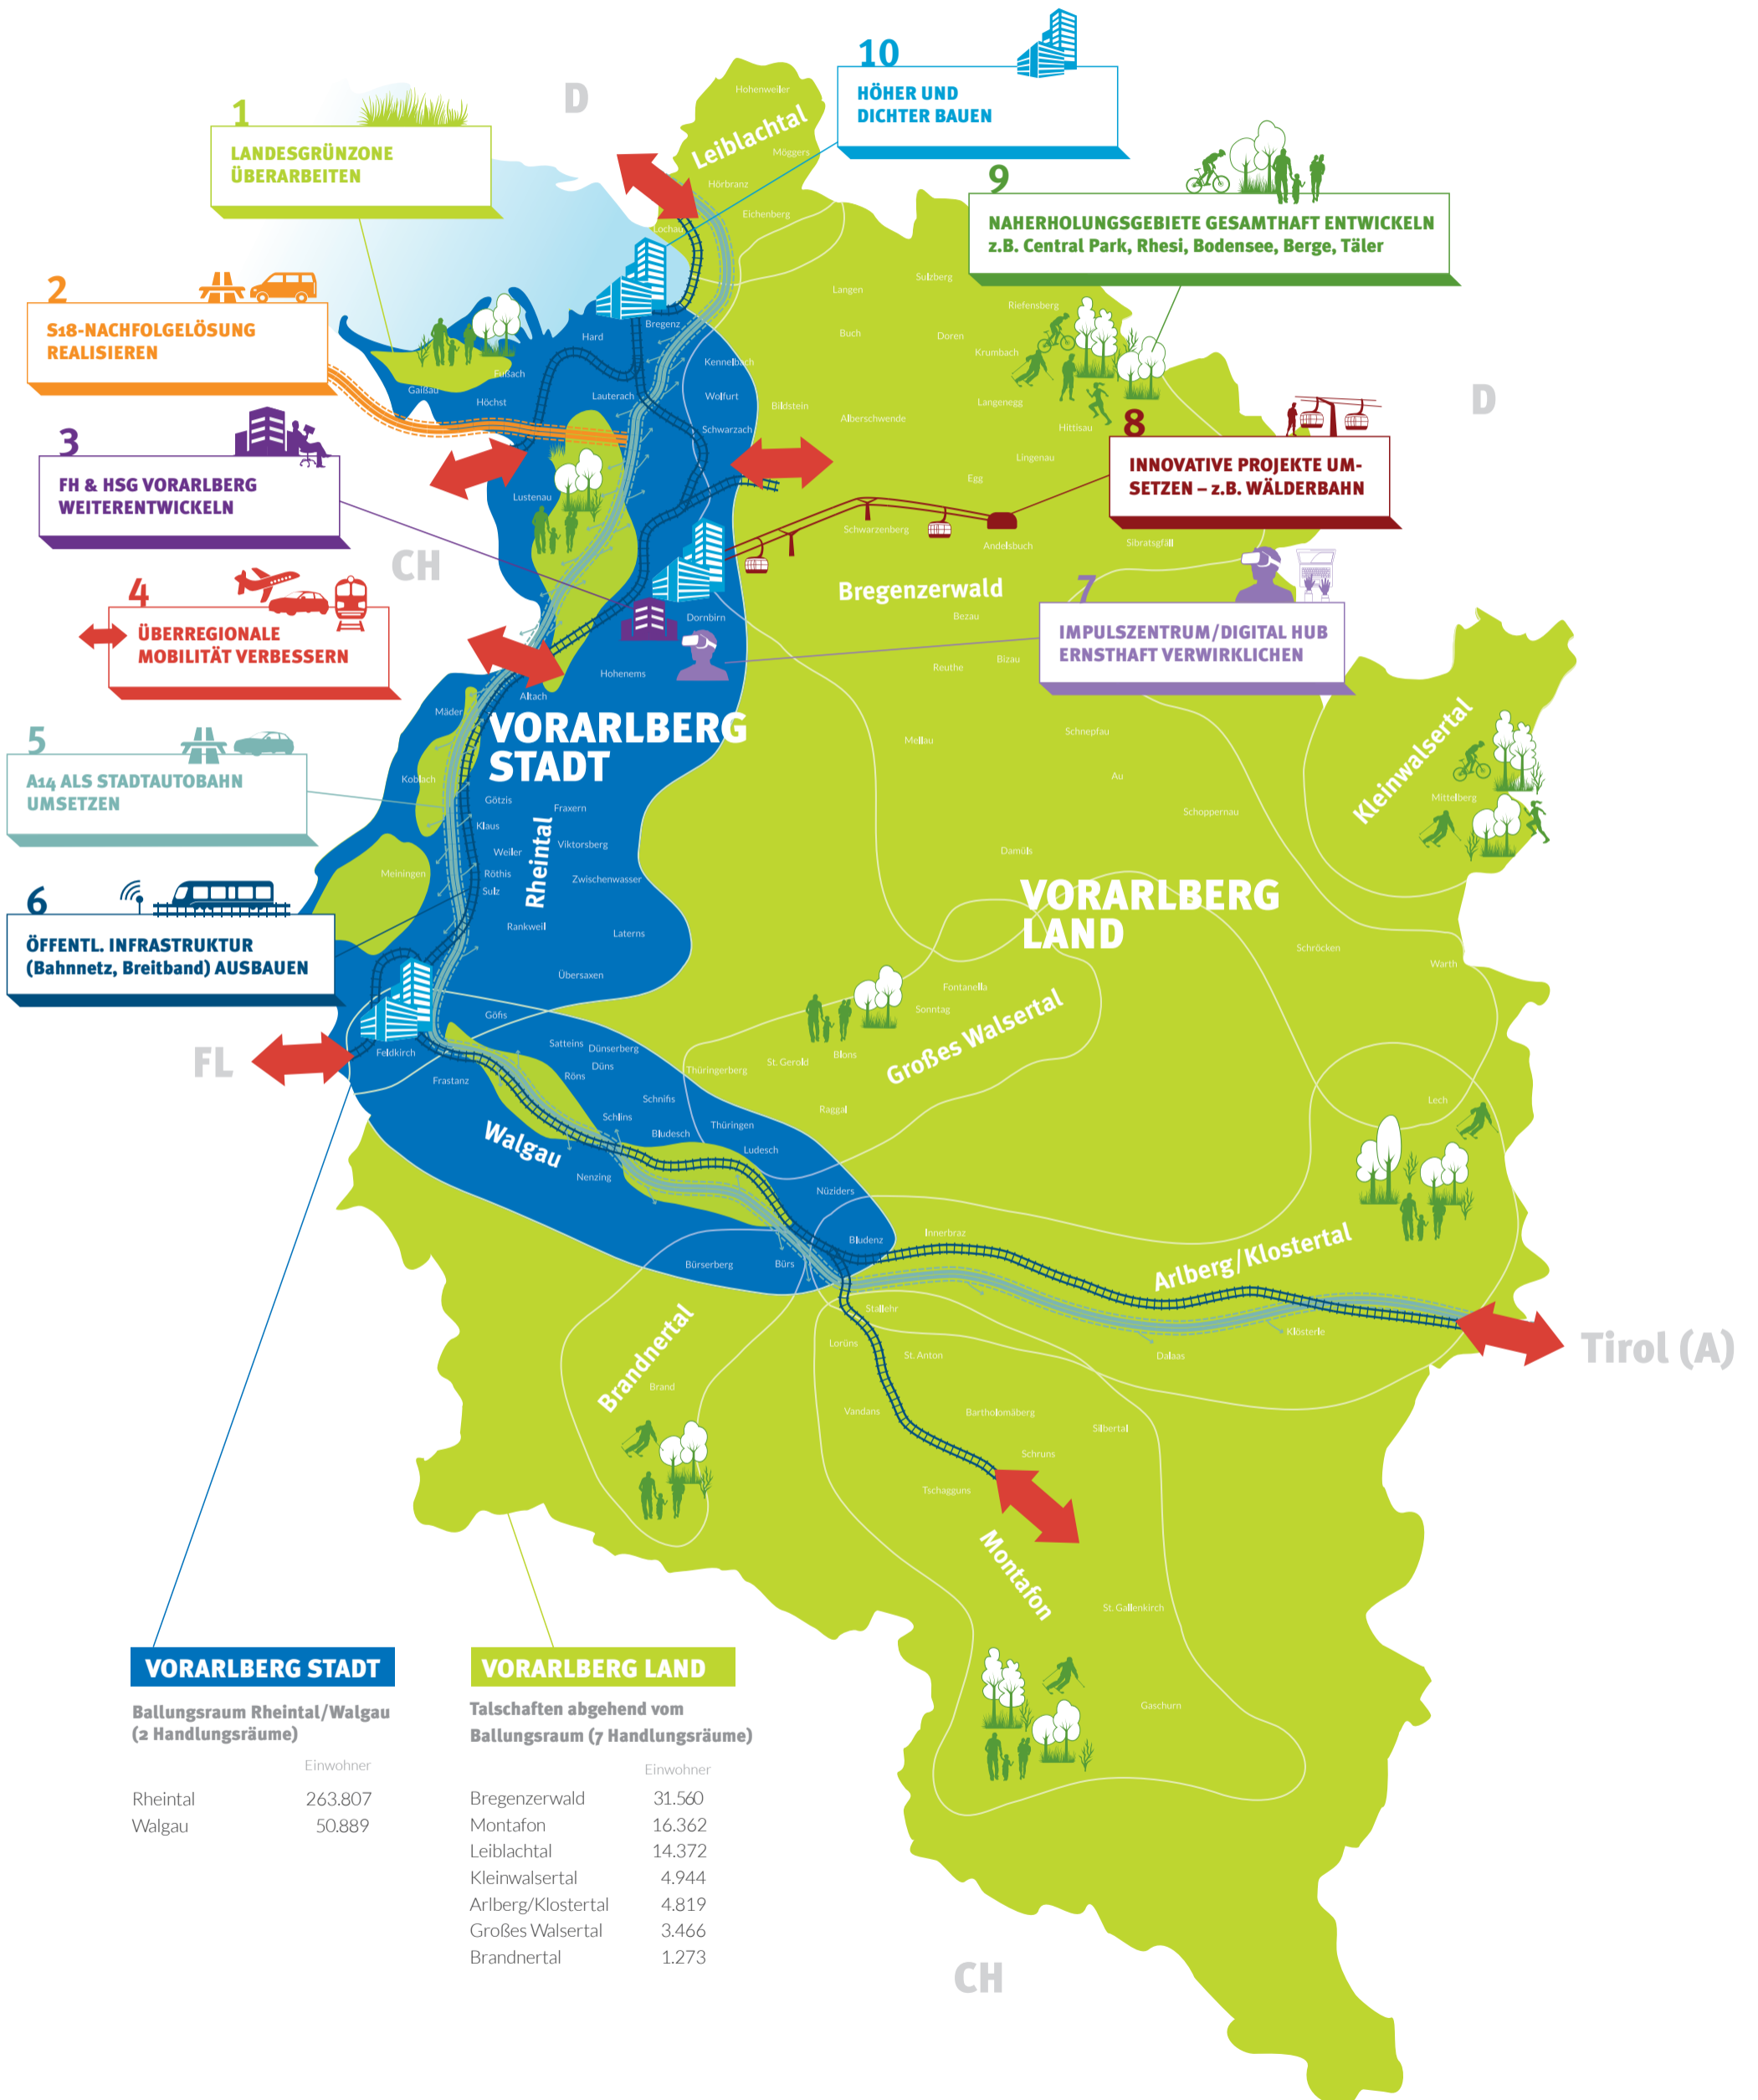 10
HÖHER UND
DICHTER BAUEN
1
LANDESGRÜNZONE
ÜBERARBEITEN
D
9
NAHERHOLUNGSGEBIETE GESAMTHAFT ENTWICKELN
z.B. Central Park, Rhesi, Bodensee, Berge, Täler
2
S18-NACHFOLGELÖSUNG
REALISIEREN
3
FH & HSG VORARLBERG
WEITERENTWICKELN
CH
4
ÜBERREGIONALE
MOBILITÄT VERBESSERN
5
A14 ALS STADTAUTOBAHN
UMSETZEN
6
ÖFFENTL. INFRASTRUKTUR
(Bahnnetz, Breitband) AUSBAUEN
FL
D
8
INNOVATIVE PROJEKTE UM-
SETZEN – z.B. WÄLDERBAHN
7
IMPULSZENTRUM/DIGITAL HUB
ERNSTHAFT VERWIRKLICHEN
Hohenweiler
Leiblachtal
Möggers
Hörbranz
Eichenberg
Lochau
Langen
Sulzberg
Riefensberg
Buch
Doren
Krumbach
Langenegg
Hittisau
Bildstein
Alberschwende
Lingenau
Egg
Schwarzenberg
Andelsbuch
Sibratsgfäll
Bregenzerwald
Bezau
Reuthe
Bizau
Mellau
Schnepfau
Au
Schoppernau
Damüls
Hard
Bregenz
Kennelbach
Fußach
Gaißau
Höchst
Lauterach
Wolfurt
Schwarzach
Lustenau
Dornbirn
Hohenems
Altach
Mäder
VORARLBERG
STADT
Koblach
Götzis
Fraxern
Klaus
Weiler
Viktorsberg
Rheintal
Meiningen
Röthis
Sulz
Zwischenwasser
Rankweil
Laterns
Übersaxen
Göfis
Feldkirch
VORARLBERG
LAND
Kleinwalsertal
Mittelberg
Schröcken
Warth
Fontanella
Sonntag
Großes Walsertal
St. Gerold
Blons
Thüringerberg
Raggal
Lech
Satteins
Dünserberg
Düns
Röns
Frastanz
Schnifis
Schlins
Bludesch
Thüringen
Ludesch
Walgau
Nenzing
Nüziders
Bludenz
Bürserberg
Bürs
Innerbraz
Arlberg/Klostertal
Stallehr
Klösterle
Dalaas
Tirol (A)
Lorüns
St. Anton
Brandnertal
Brand
Vandans
Bartholomäberg
Silbertal
Schruns
Tschagguns
Montafon
St. Gallenkirch
Gaschurn
CH
VORARLBERG STADT
Ballungsraum Rheintal/Walgau
(2 Handlungsräume)
Einwohner
Rheintal 263.807
Walgau 50.889
VORARLBERG LAND
Talschaften abgehend vom
Ballungsraum (7 Handlungsräume)
Einwohner
Bregenzerwald 31.560
Montafon 16.362
Leiblachtal 14.372
Kleinwalsertal 4.944
Arlberg/Klostertal 4.819
Großes Walsertal 3.466
Brandnertal 1.273